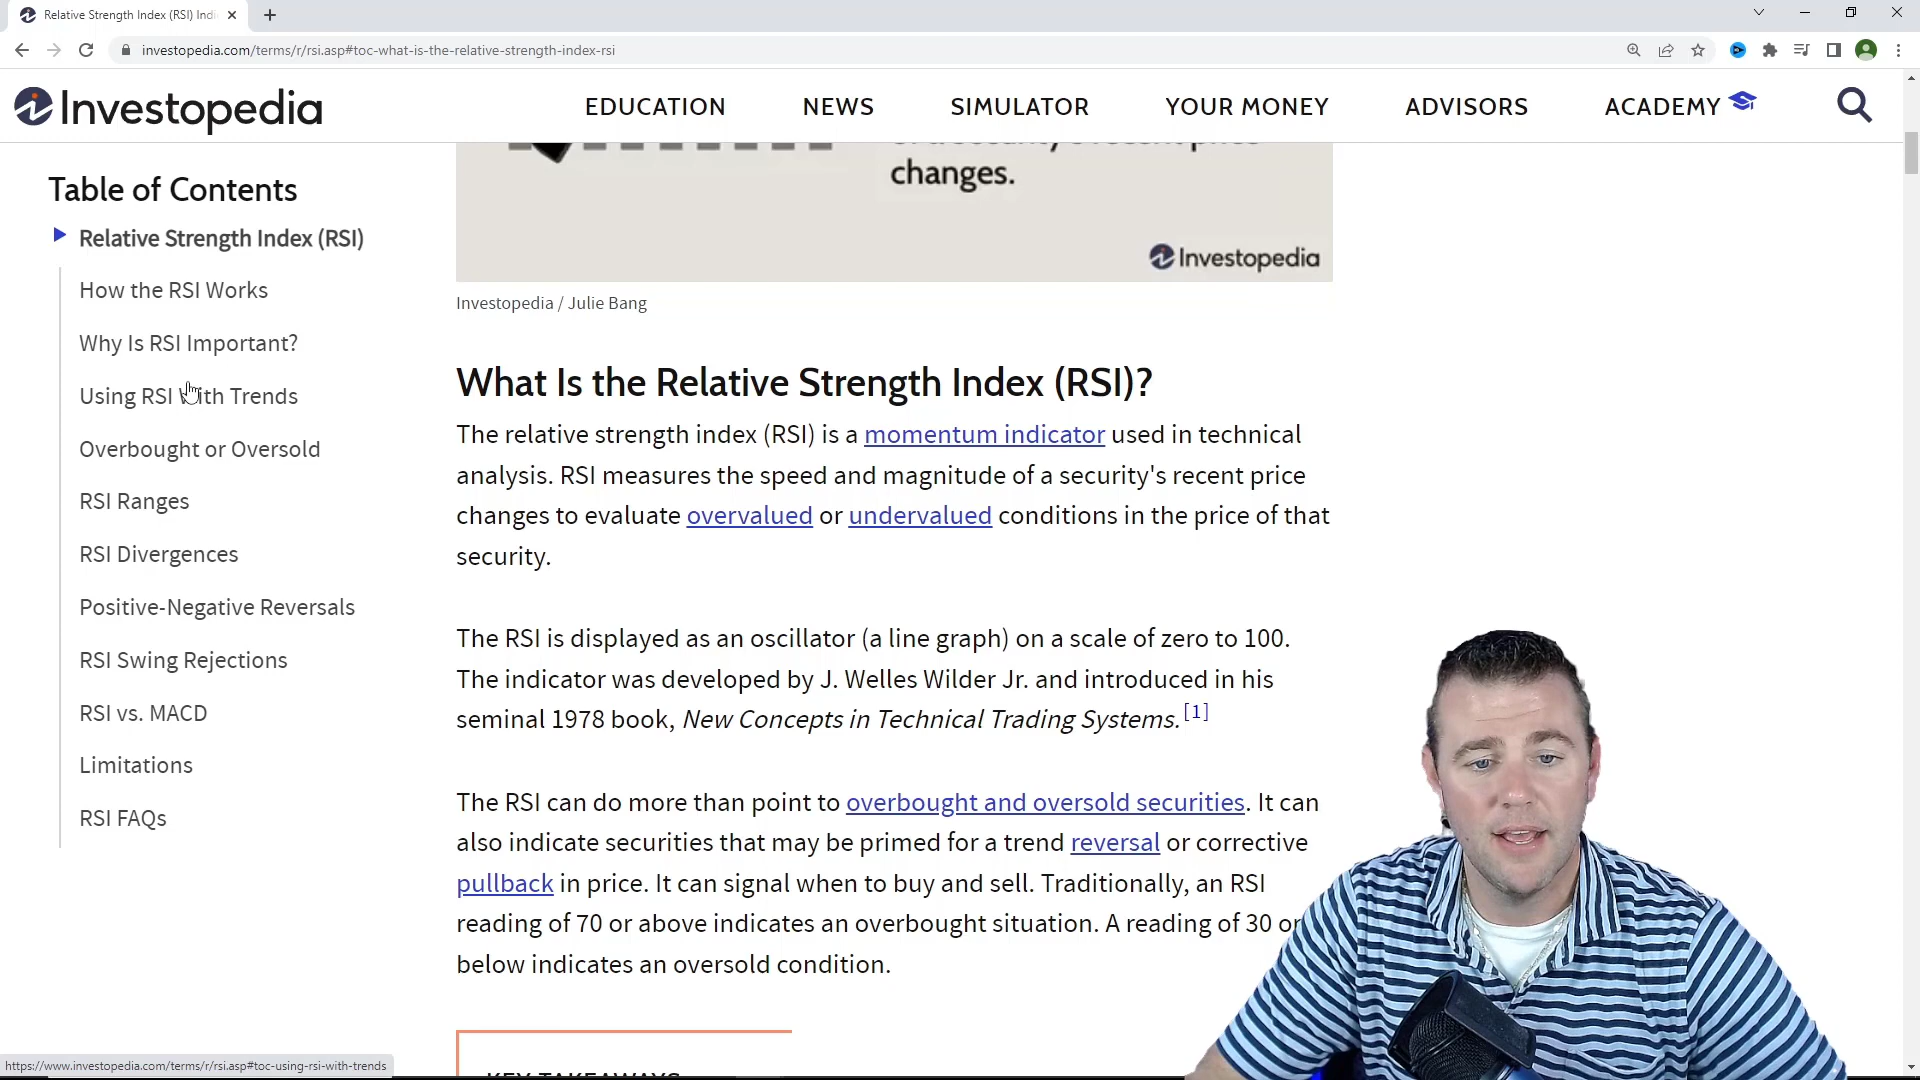 Relative Strength Index (RSI) Indi
investopedia.com/terms/r/rsi.asp#toc-what-is-the-relative-strength-index-rsi
Investopedia
EDUCATION
NEWS
SIMULATOR
YOUR MONEY
ADVISORS
ACADEMY
changes.
Investopedia
Investopedia / Julie Bang
Table of Contents
Relative Strength Index (RSI)
How the RSI Works
Why Is RSI Important?
Using RSI With Trends
Overbought or Oversold
RSI Ranges
RSI Divergences
Positive-Negative Reversals
RSI Swing Rejections
RSI vs. MACD
Limitations
RSI FAQs
What Is the Relative Strength Index (RSI)?
The relative strength index (RSI) is a momentum indicator used in technical
analysis. RSI measures the speed and magnitude of a security's recent price
changes to evaluate overvalued or undervalued conditions in the price of that
security.
The RSI is displayed as an oscillator (a line graph) on a scale of zero to 100.
The indicator was developed by J. Welles Wilder Jr. and introduced in his
seminal 1978 book, New Concepts in Technical Trading Systems. [1]
The RSI can do more than point to overbought and oversold securities. It can
also indicate securities that may be primed for a trend reversal or corrective
pullback in price. It can signal when to buy and sell. Traditionally, an RSI
reading of 70 or above indicates an overbought situation. A reading of 30 or
below indicates an oversold condition.
KEY TAKEAWAYS
https://www.investopedia.com/terms/r/rsi.asp#toc-using-rsi-with-trends